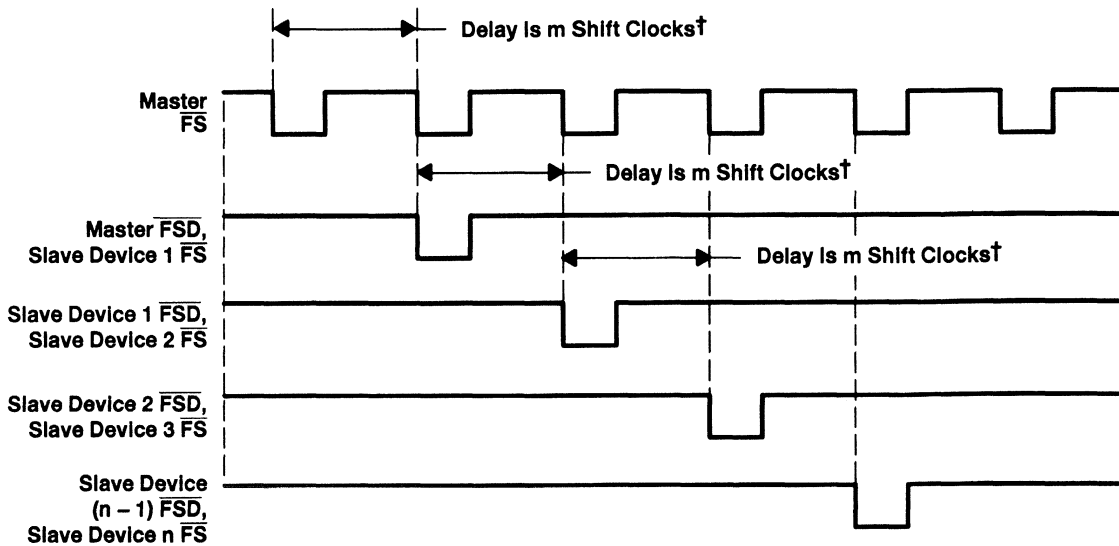 Delay Is m Shift Clocks†
Master
FS
Delay Is m Shift Clocks†
Master FSD,
Slave Device 1 FS
Delay Is m Shift Clocks†
Slave Device 1 FSD,
Slave Device 2 FS
Slave Device 2 FSD,
Slave Device 3 FS
Slave Device
(n – 1) FSD,
Slave Device n FS